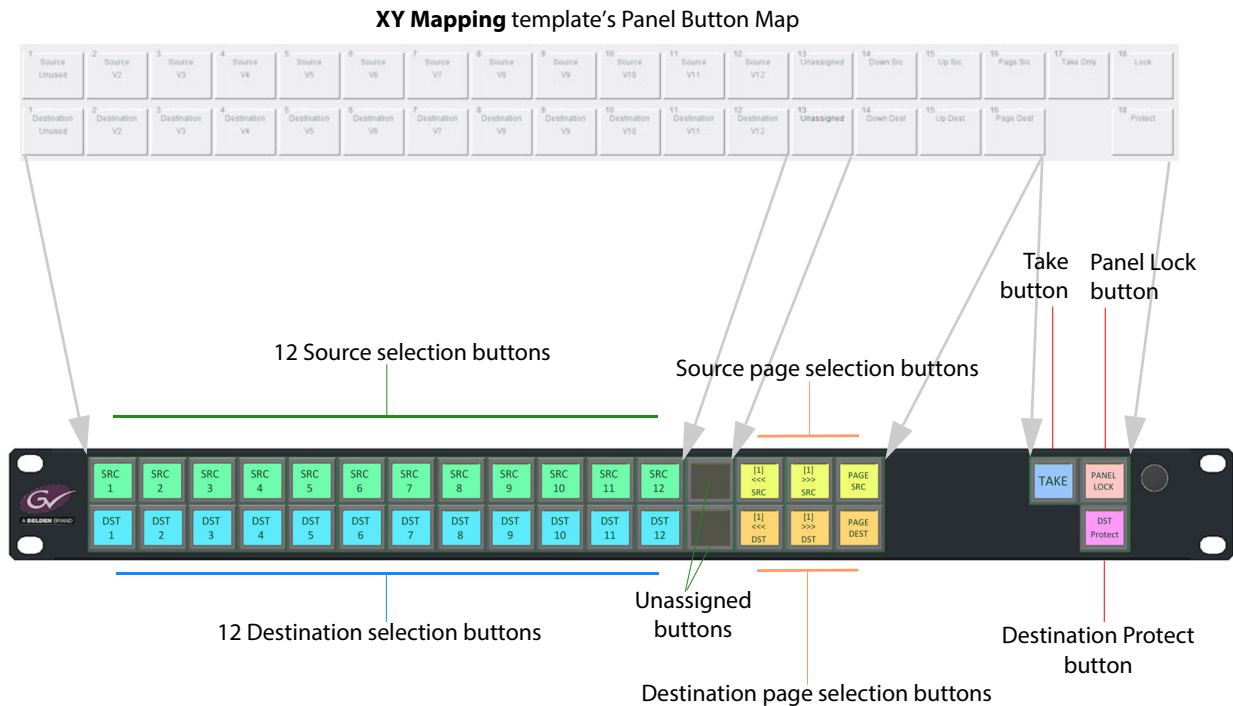 XY Mapping template's Panel Button Map
1 Source Unused
2 Source V2
3 Source V3
4 Source V4
5 Source V5
6 Source V6
7 Source V7
8 Source V8
9 Source V9
10 Source V10
11 Source V11
12 Source V12
13 Unassigned
14 Down Src
15 Up Src
16 Page Src
17 Take Only
18 Lock
1 Destination Unused
2 Destination V2
3 Destination V3
4 Destination V4
5 Destination V5
6 Destination V6
7 Destination V7
8 Destination V8
9 Destination V9
10 Destination V10
11 Destination V11
12 Destination V12
13 Unassigned
14 Down Dest
15 Up Dest
16 Page Dest
18 Protect
Take
button
Panel Lock
button
12 Source selection buttons
Source page selection buttons
GV
A BELDEN BRAND
SRC 1
SRC 2
SRC 3
SRC 4
SRC 5
SRC 6
SRC 7
SRC 8
SRC 9
SRC 10
SRC 11
SRC 12
[1] <<< SRC
[1] >>> SRC
PAGE SRC
TAKE
PANEL LOCK
DST 1
DST 2
DST 3
DST 4
DST 5
DST 6
DST 7
DST 8
DST 9
DST 10
DST 11
DST 12
[1] <<< DST
[1] >>> DST
PAGE DEST
DST Protect
12 Destination selection buttons
Unassigned
buttons
Destination Protect
button
Destination page selection buttons